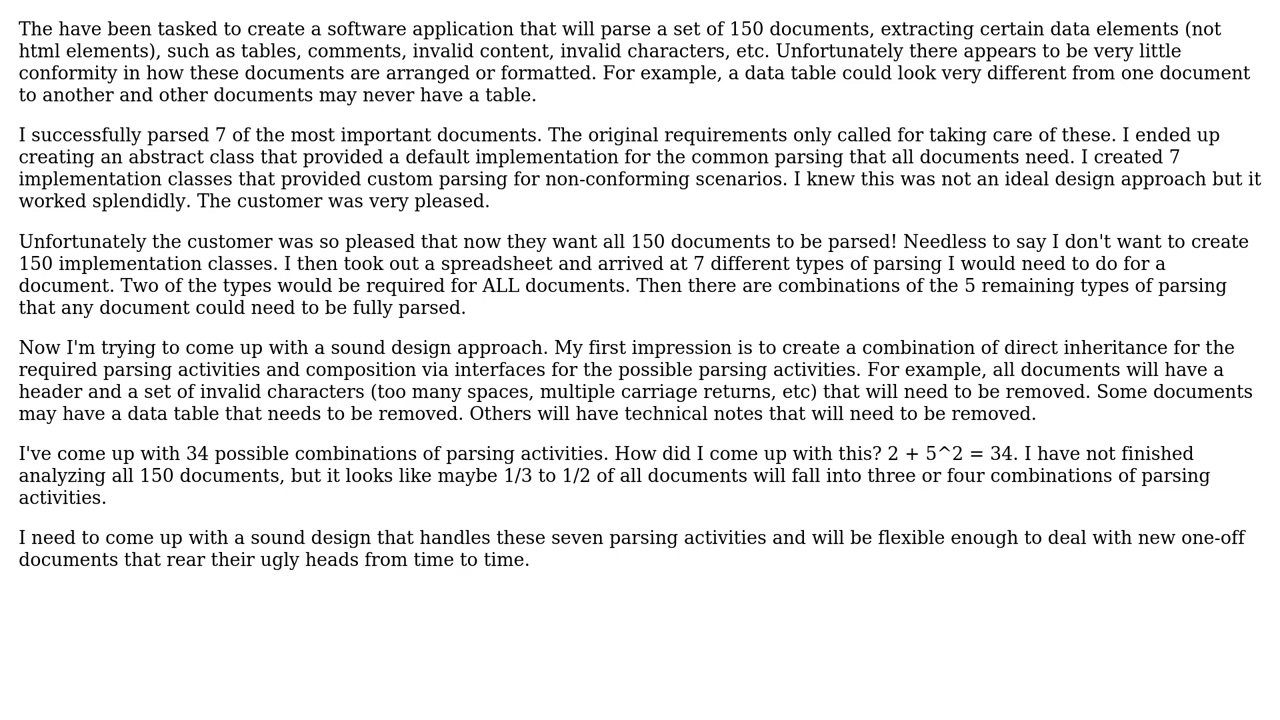 The have been tasked to create a software application that will parse a set of 150 documents, extracting certain data elements (not
html elements), such as tables, comments, invalid content, invalid characters, etc. Unfortunately there appears to be very little
conformity in how these documents are arranged or formatted. For example, a data table could look very different from one document
to another and other documents may never have a table.
I successfully parsed 7 of the most important documents. The original requirements only called for taking care of these. I ended up
creating an abstract class that provided a default implementation for the common parsing that all documents need. I created 7
implementation classes that provided custom parsing for non-conforming scenarios. I knew this was not an ideal design approach but it
worked splendidly. The customer was very pleased.
Unfortunately the customer was so pleased that now they want all 150 documents to be parsed! Needless to say I don't want to create
150 implementation classes. I then took out a spreadsheet and arrived at 7 different types of parsing I would need to do for a
document. Two of the types would be required for ALL documents. Then there are combinations of the 5 remaining types of parsing
that any document could need to be fully parsed.
Now I'm trying to come up with a sound design approach. My first impression is to create a combination of direct inheritance for the
required parsing activities and composition via interfaces for the possible parsing activities. For example, all documents will have a
header and a set of invalid characters (too many spaces, multiple carriage returns, etc) that will need to be removed. Some documents
may have a data table that needs to be removed. Others will have technical notes that will need to be removed.
I've come up with 34 possible combinations of parsing activities. How did I come up with this? 2 + 5^2 = 34. I have not finished
analyzing all 150 documents, but it looks like maybe 1/3 to 1/2 of all documents will fall into three or four combinations of parsing
activities.
I need to come up with a sound design that handles these seven parsing activities and will be flexible enough to deal with new one-off
documents that rear their ugly heads from time to time.